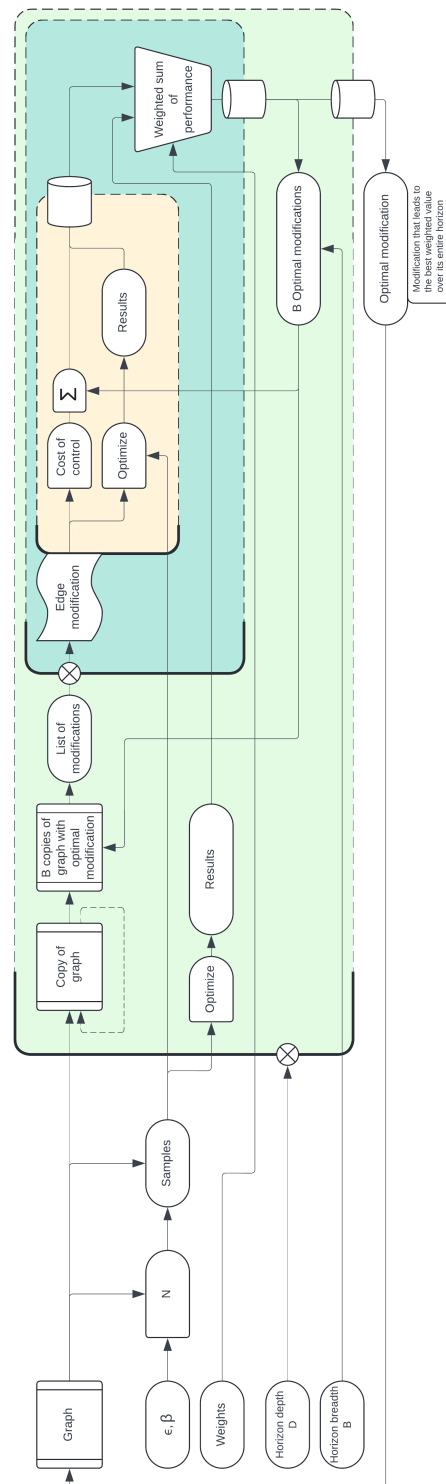 Graph
ϵ, β
Weights
Horizon depth
D
Horizon breadth
B
N
Samples
Copy of
graph
B copies of
graph with
optimal
modification
Optimize
Results
List of
modifications
Edge
modification
Cost of
control
Optimize
Σ
Results
Weighted sum
of
performance
B Optimal modifications
Optimal modification
Modification that leads to
the best weighted value
over its entire horizon